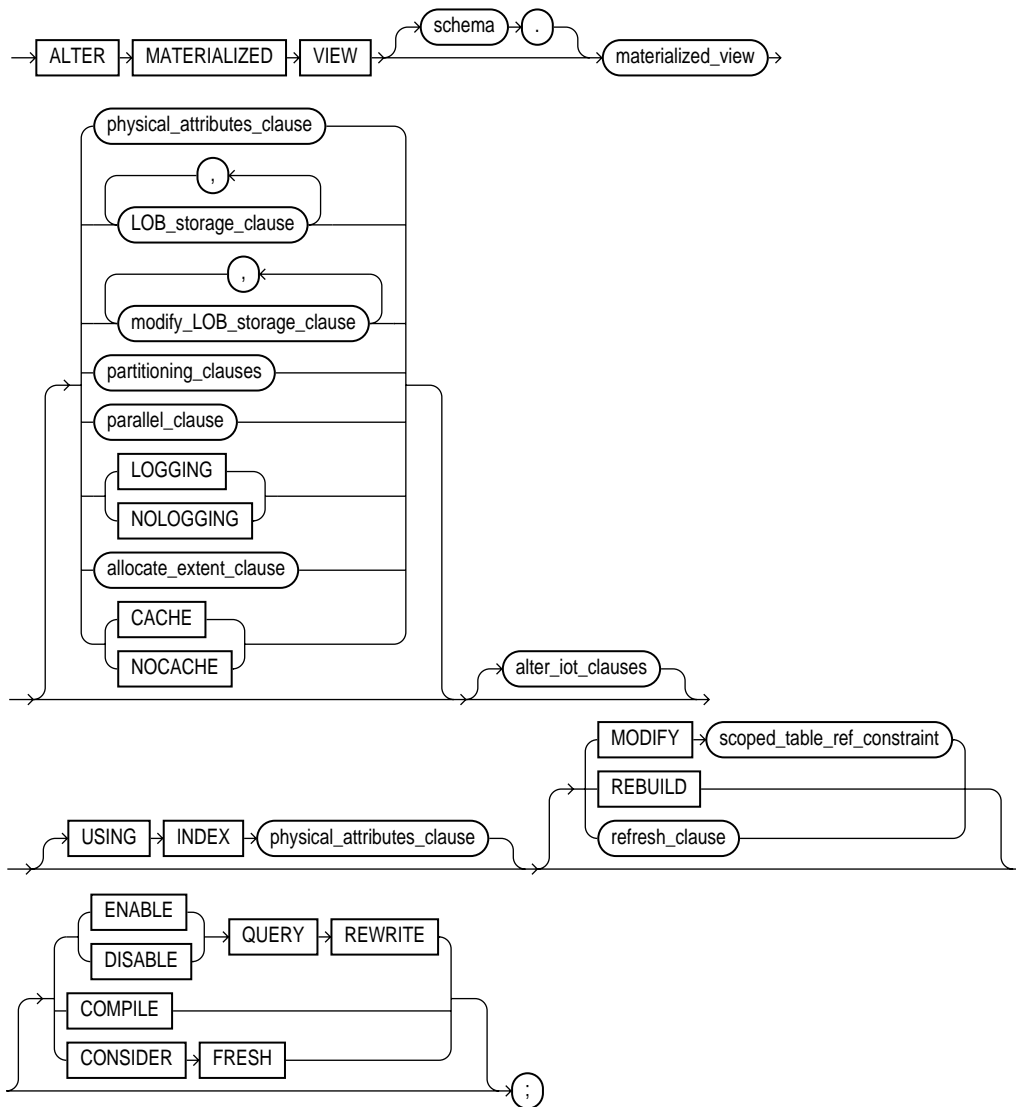 schema .
ALTER MATERIALIZED VIEW materialized_view
physical_attributes_clause
,
LOB_storage_clause
,
modify_LOB_storage_clause
partitioning_clauses
parallel_clause
LOGGING
NOLOGGING
allocate_extent_clause
CACHE
NOCACHE
alter_iot_clauses
MODIFY scoped_table_ref_constraint
REBUILD
USING INDEX physical_attributes_clause refresh_clause
ENABLE
QUERY REWRITE
DISABLE
COMPILE
CONSIDER FRESH
;